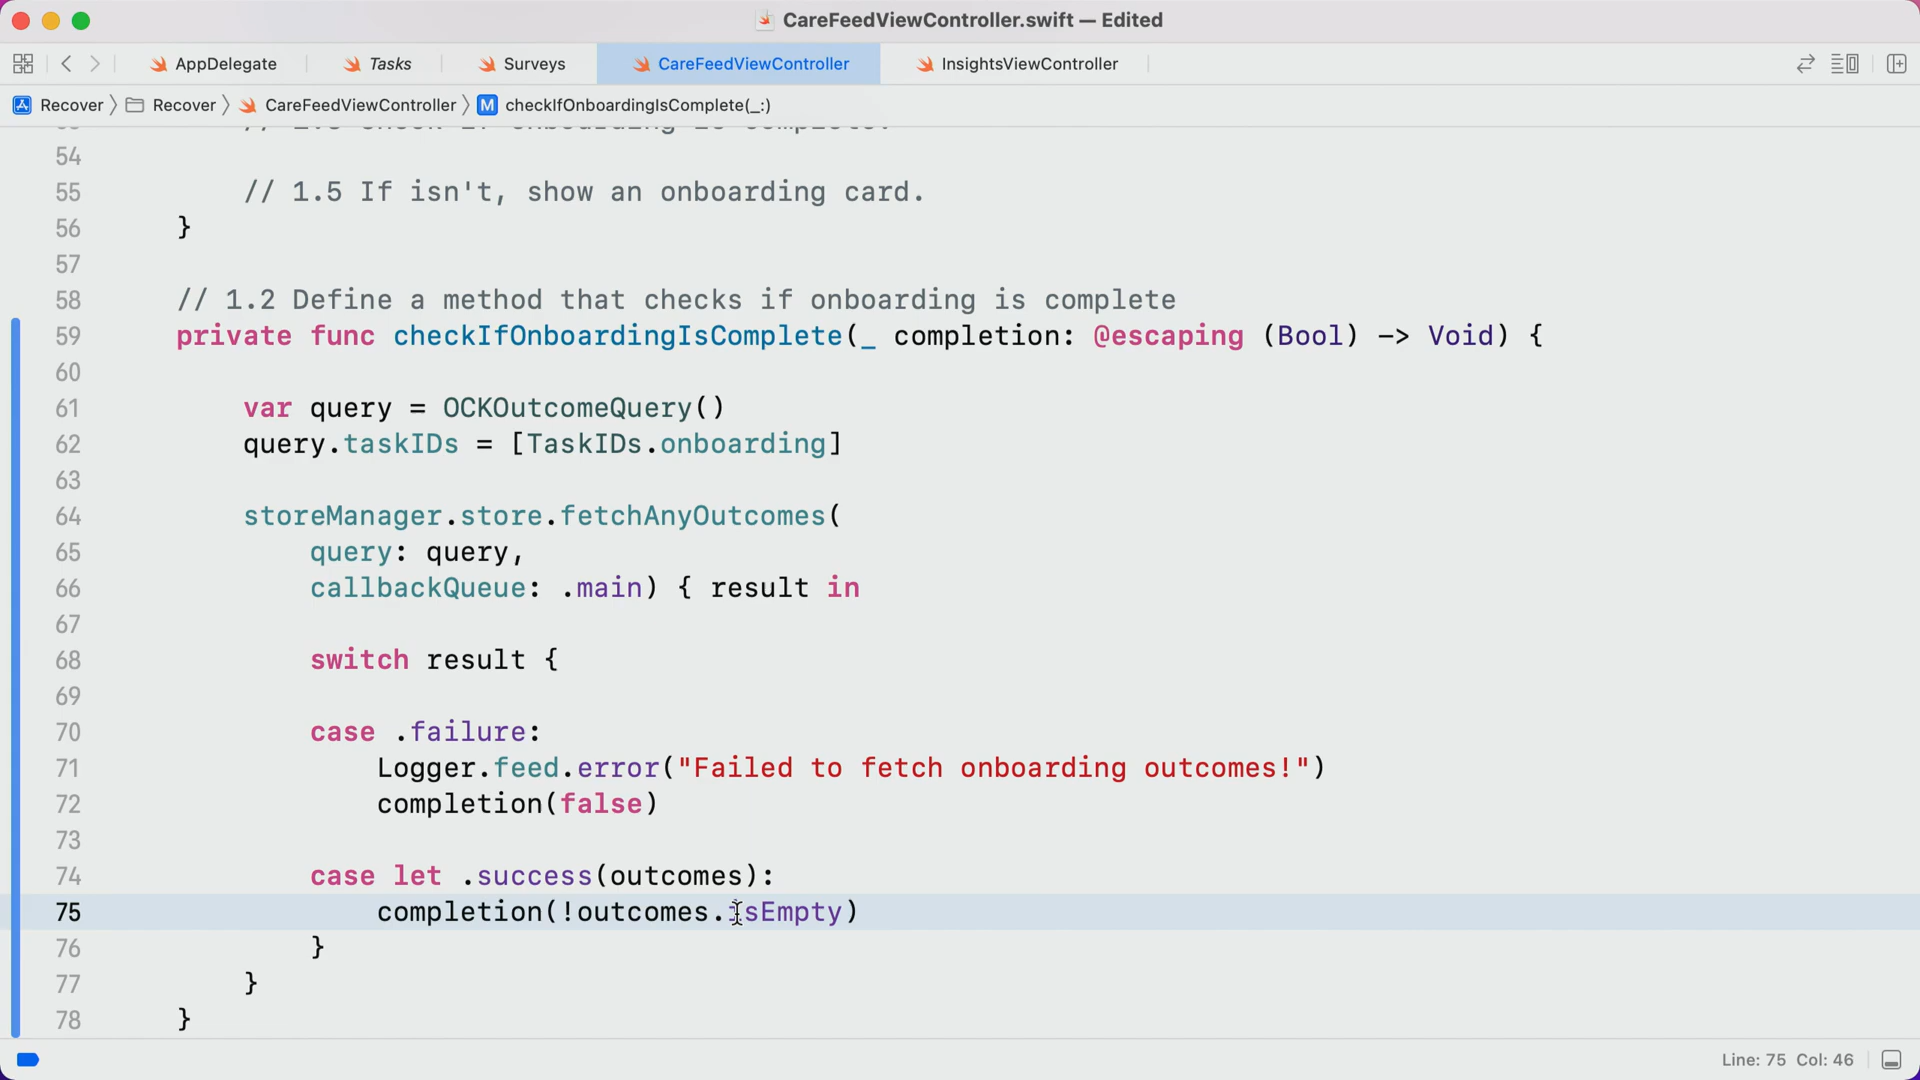 CareFeedViewController.swift — Edited
AppDelegate
Tasks
Surveys
CareFeedViewController
InsightsViewController
Recover
Recover
CareFeedViewController
M
checkIfOnboardingIsComplete(_:)
54
55 // 1.5 If isn't, show an onboarding card.
56 }
57
58 // 1.2 Define a method that checks if onboarding is complete
59 private func checkIfOnboardingIsComplete(_ completion: @escaping (Bool) -> Void) {
60
61 var query = OCKOutcomeQuery()
62 query.taskIDs = [TaskIDs.onboarding]
63
64 storeManager.store.fetchAnyOutcomes(
65 query: query,
66 callbackQueue: .main) { result in
67
68 switch result {
69
70 case .failure:
71 Logger.feed.error("Failed to fetch onboarding outcomes!")
72 completion(false)
73
74 case let .success(outcomes):
75 completion(!outcomes.isEmpty)
76 }
77 }
78 }
Line: 75 Col: 46